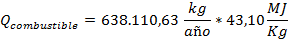 Q_combustible = 638.110,63 kg/año * 43,10 MJ/Kg